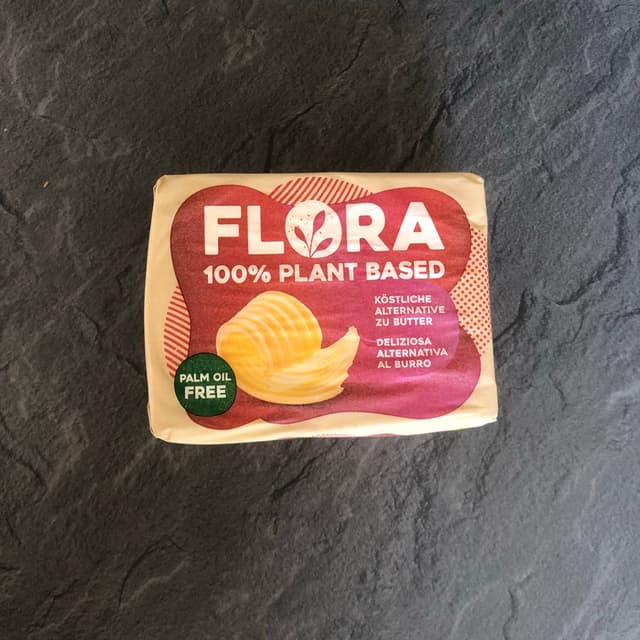 FLORA
100% PLANT BASED
KÖSTLICHE
ALTERNATIVE
ZU BUTTER
DELIZIOSA
ALTERNATIVA
AL BURRO
PALM OIL
FREE